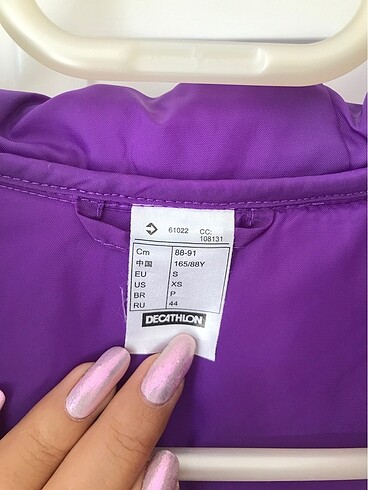 61022 CC:
108131
Cm 88-91
中国 165/88Y
EU S
US XS
BR P
RU 44
DECATHLON